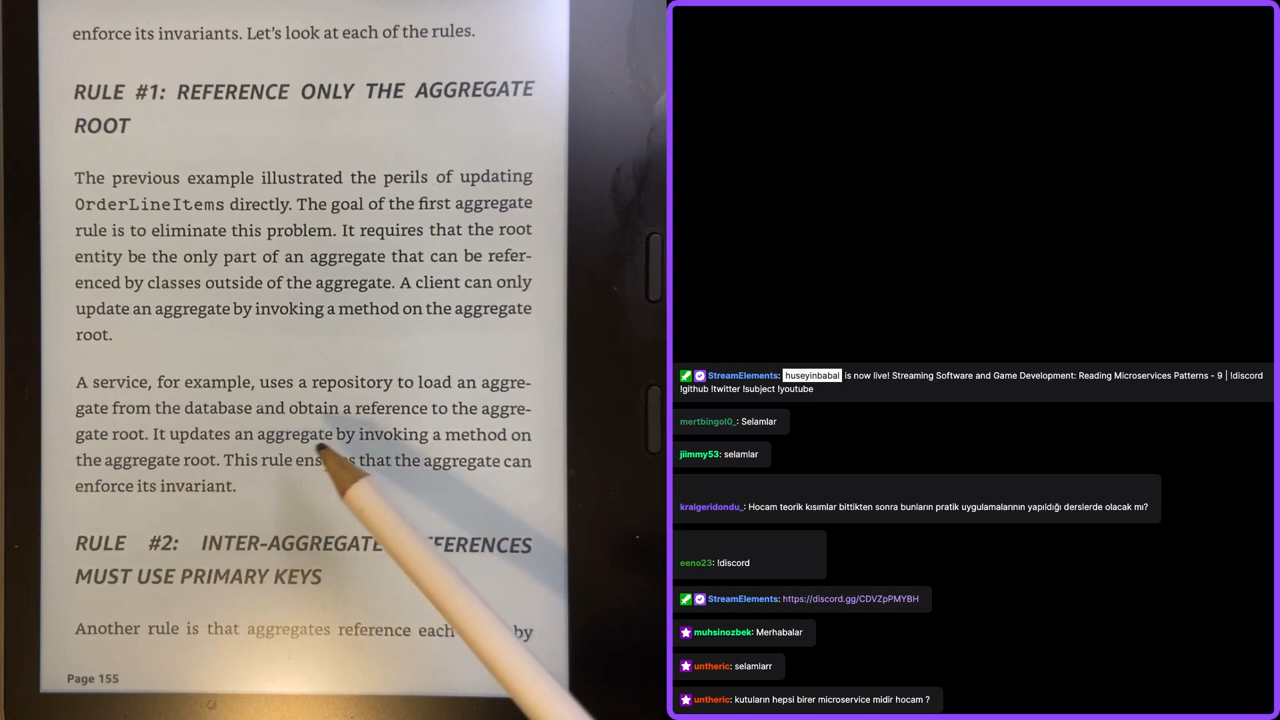 enforce its invariants. Let's look at each of the rules.
RULE #1: REFERENCE ONLY THE AGGREGATE
ROOT
The previous example illustrated the perils of updating
OrderLineItems directly. The goal of the first aggregate
rule is to eliminate this problem. It requires that the root
entity be the only part of an aggregate that can be refer-
enced by classes outside of the aggregate. A client can only
update an aggregate by invoking a method on the aggregate
root.
A service, for example, uses a repository to load an aggre-
gate from the database and obtain a reference to the aggre-
gate root. It updates an aggregate by invoking a method on
the aggregate root. This rule that the aggregate can
enforce its invariant.
RULE #2:
MUST USE PRIMARY KEYS
Another rule is that aggregates reference each by
Page 155
StreamElements: huseyinbabal is now live! Streaming Software and Game Development: Reading Microservices Patterns - 9 | !discord
!github !twitter !subject !youtube
mertbingol0_: Selamlar
jiimmy53: selamlar
kralgeridondu_: Hocam teorik kısımlar bittikten sonra bunların pratik uygulamalarının yapıldığı derslerde olacak mı?
eeno23: !discord
StreamElements: https://discord.gg/CDVZpPMYBH
muhsinozbek: Merhabalar
untheric: selamlarr
untheric: kutuların hepsi birer microservice midir hocam ?